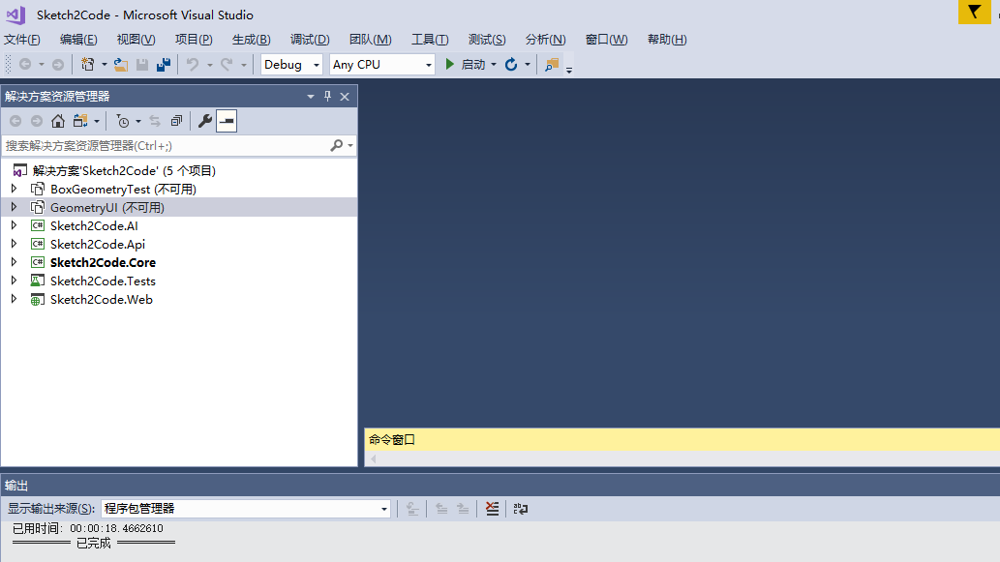 Sketch2Code - Microsoft Visual Studio
文件(F) 编辑(E) 视图(V) 项目(P) 生成(B) 调试(D) 团队(M) 工具(T) 测试(S) 分析(N) 窗口(W) 帮助(H)
Debug Any CPU 启动
解决方案资源管理器
搜索解决方案资源管理器(Ctrl+;)
解决方案'Sketch2Code' (5 个项目)
BoxGeometryTest (不可用)
GeometryUI (不可用)
C# Sketch2Code.AI
C# Sketch2Code.Api
C# Sketch2Code.Core
Sketch2Code.Tests
Sketch2Code.Web
命令窗口
输出
显示输出来源(S): 程序包管理器
已用时间: 00:00:18.4662610
========== 已完成 ==========